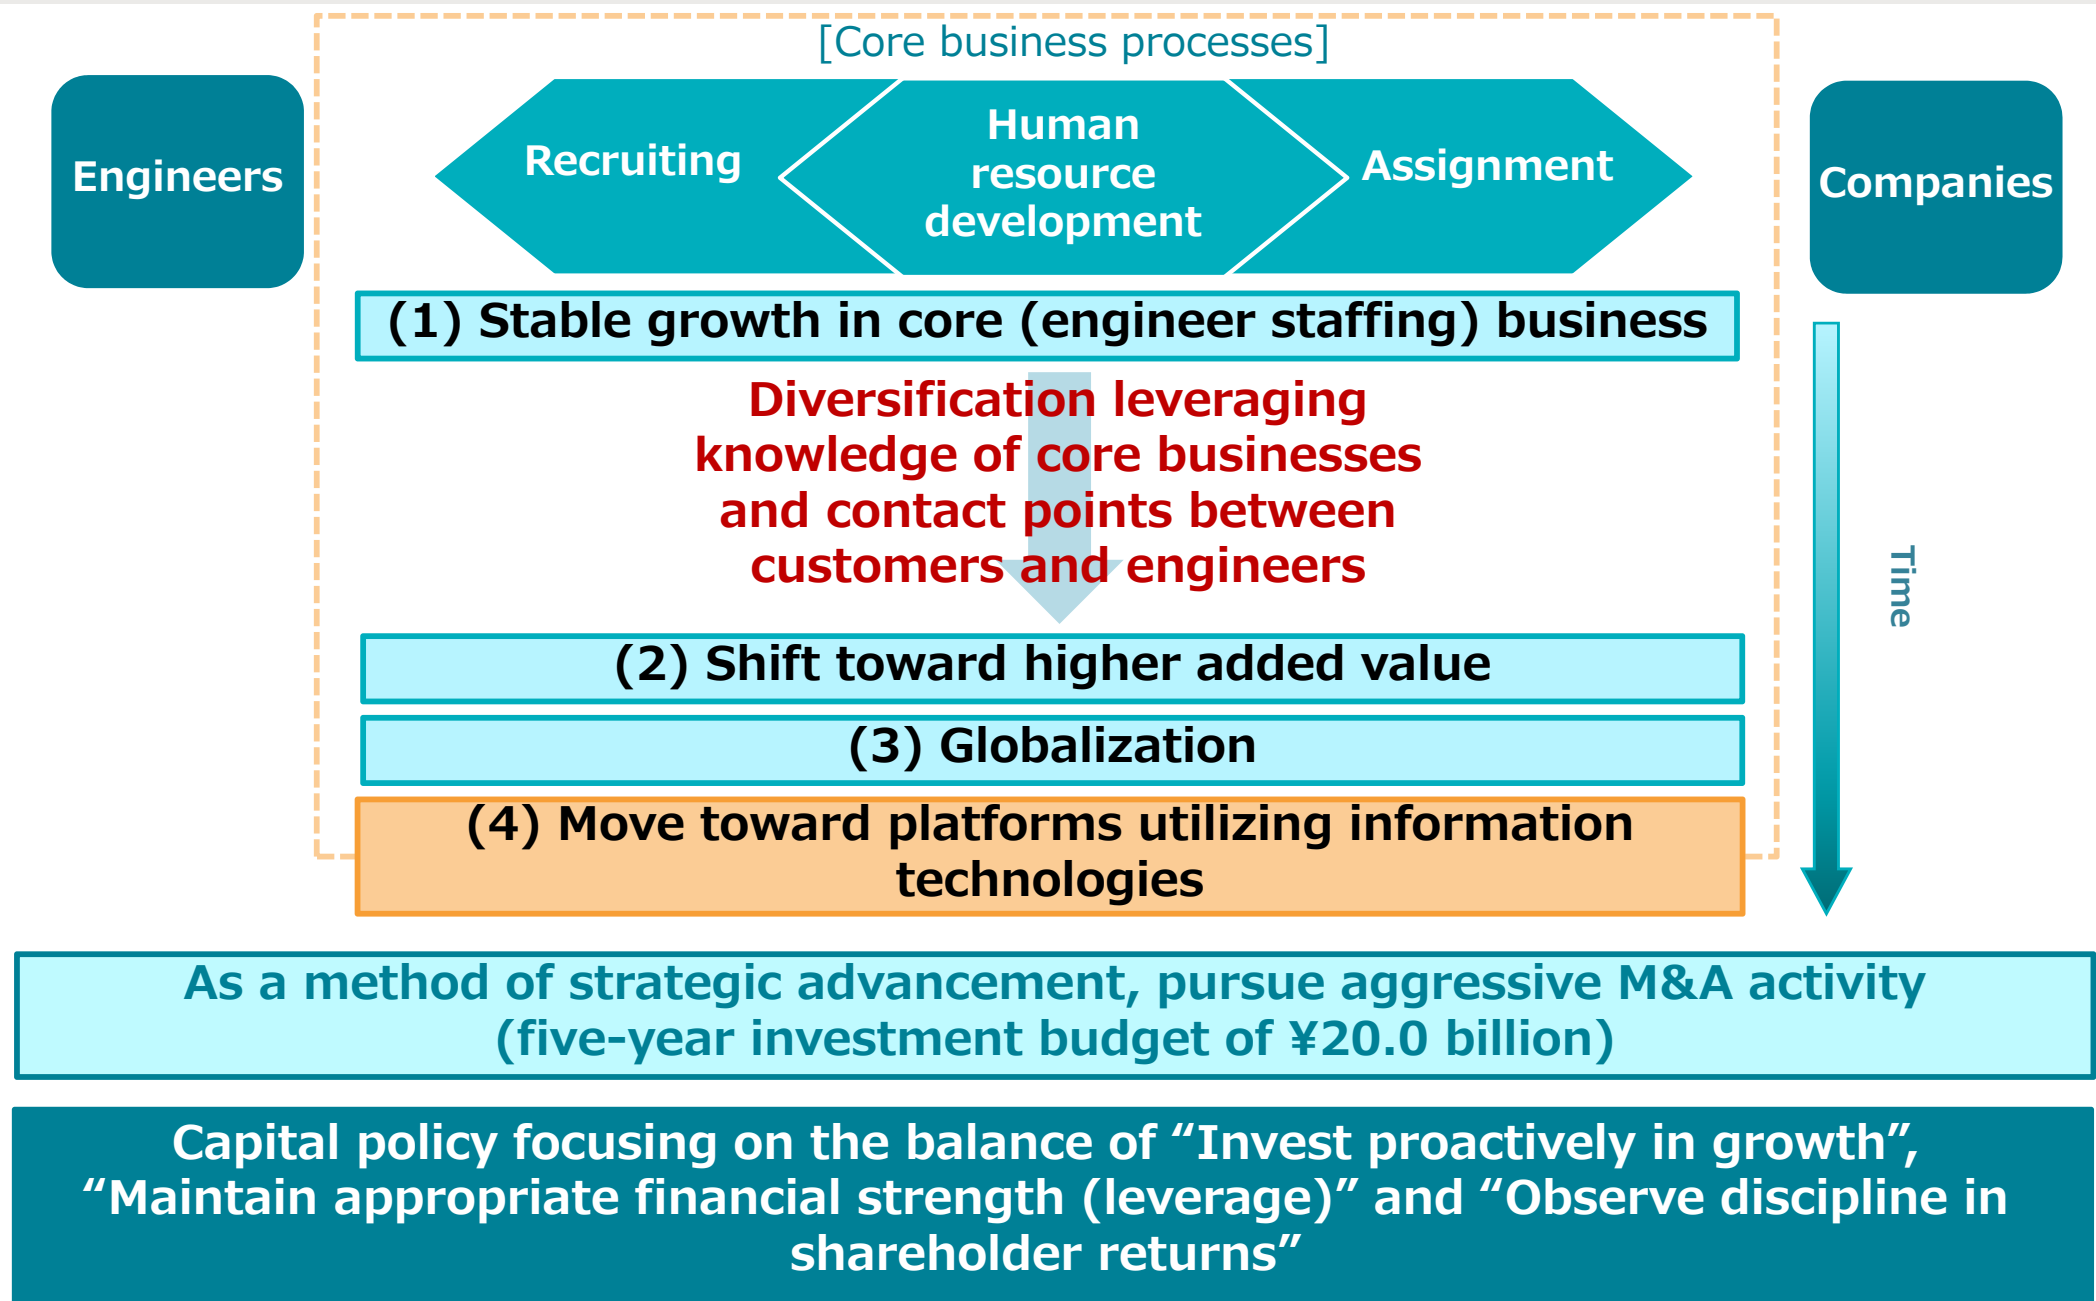 [Core business processes]
Engineers
Recruiting
Human
resource
development
Assignment
Companies
(1) Stable growth in core (engineer staffing) business
Diversification leveraging
knowledge of core businesses
and contact points between
customers and engineers
Time
(2) Shift toward higher added value
(3) Globalization
(4) Move toward platforms utilizing information
technologies
As a method of strategic advancement, pursue aggressive M&A activity
(five-year investment budget of ¥20.0 billion)
Capital policy focusing on the balance of “Invest proactively in growth”,
“Maintain appropriate financial strength (leverage)” and “Observe discipline in
shareholder returns”